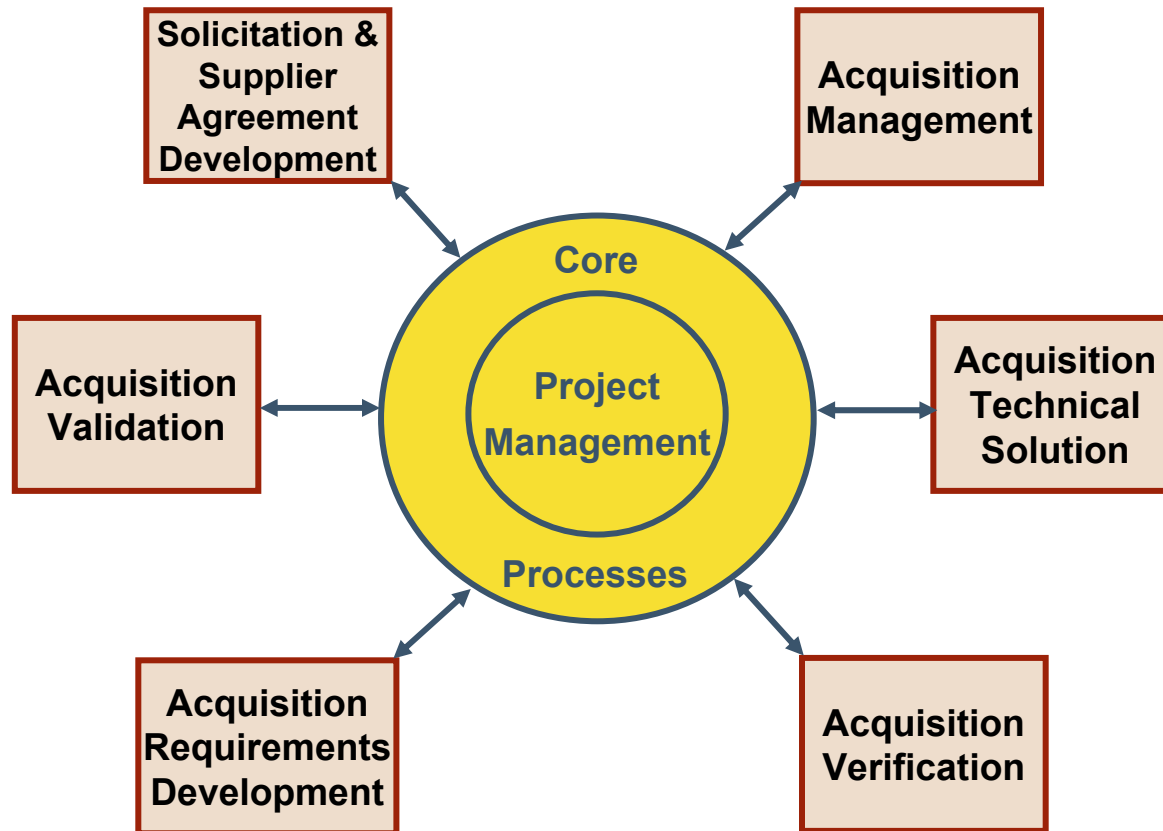 Solicitation &
Supplier
Agreement
Development
Acquisition
Management
Core
Project
Management
Processes
Acquisition
Validation
Acquisition
Technical
Solution
Acquisition
Requirements
Development
Acquisition
Verification